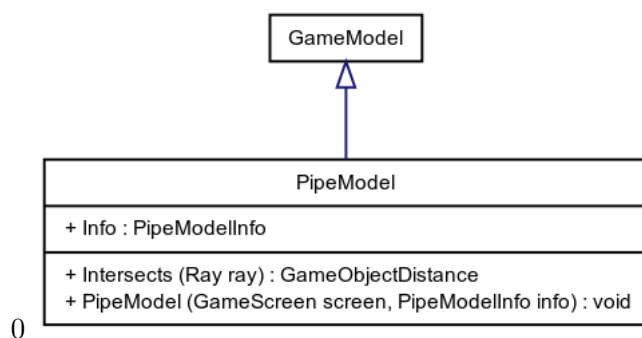 GameModel
PipeModel
+ Info : PipeModelInfo
+ Intersects (Ray ray) : GameObjectDistance
+ PipeModel (GameScreen screen, PipeModelInfo info) : void
0